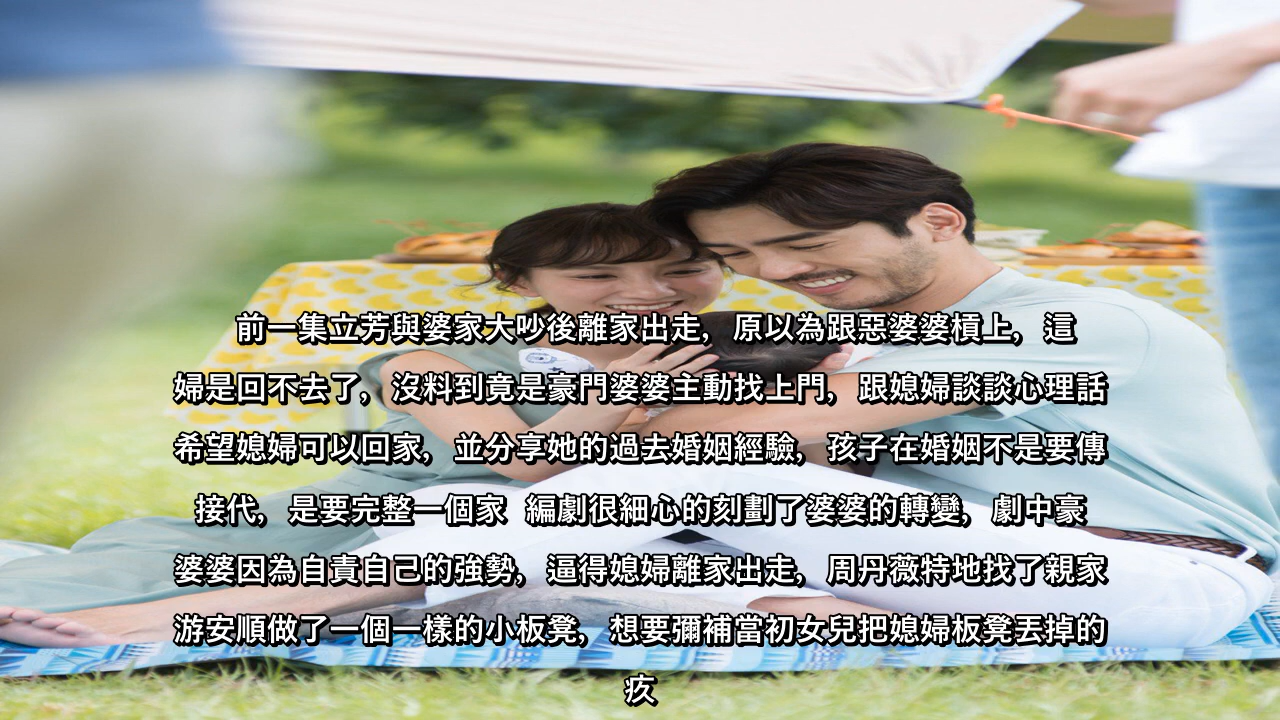 前一集立芳與婆家大吵後離家出走，原以為跟惡婆婆槓上，這
婦是回不去了，沒料到竟是豪門婆婆主動找上門，跟媳婦談談心理話
希望媳婦可以回家，並分享她的過去婚姻經驗，孩子在婚姻不是要傳
接代，是要完整一個家 編劇很細心的刻劃了婆婆的轉變，劇中豪
婆婆因為自責自己的強勢，逼得媳婦離家出走，周丹薇特地找了親家
游安順做了一個一樣的小板凳，想要彌補當初女兒把媳婦板凳丟掉的
疚